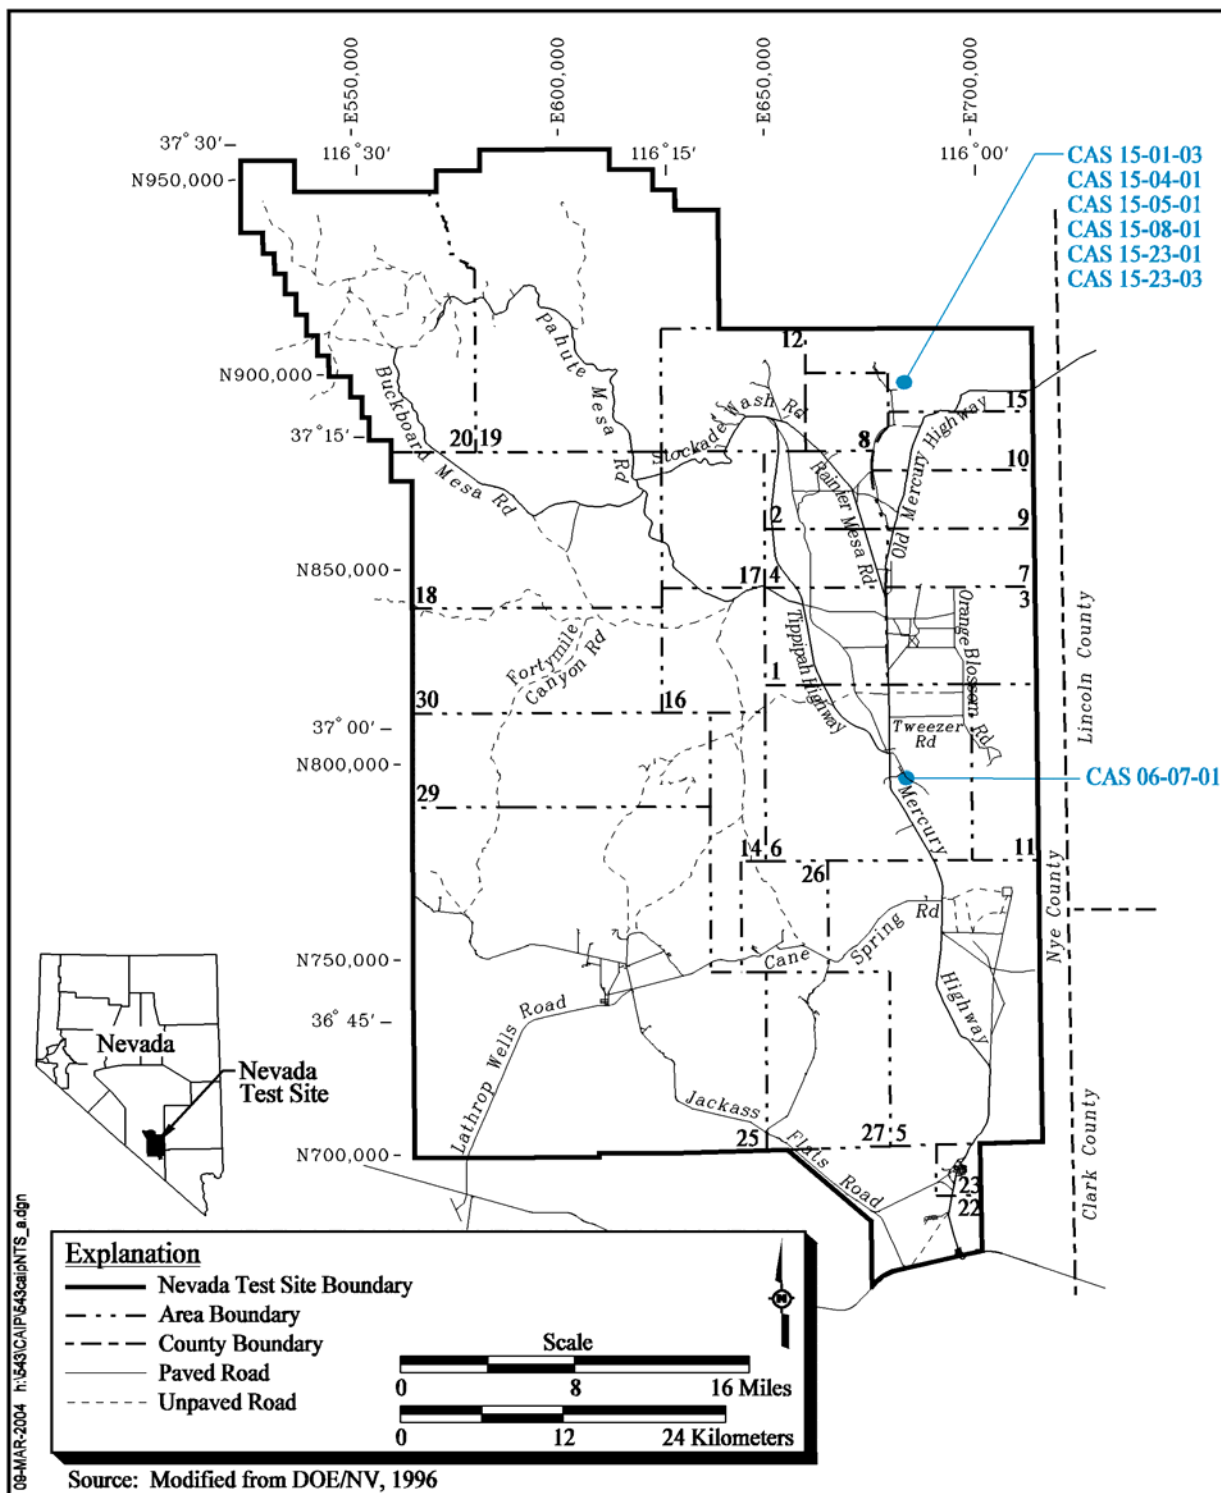 E550,000
E600,000
E650,000
E700,000
37° 30'
116° 30'
116° 15'
116° 00'
N950,000
CAS 15-01-03
CAS 15-04-01
CAS 15-05-01
CAS 15-08-01
CAS 15-23-01
CAS 15-23-03
12
Pahute Mesa Rd
N900,000
Buckboard Mesa Rd
Stockade Wash Rd
15
Old Mercury Highway
37° 15'
20
19
8
10
Rainier Mesa Rd
2
9
N850,000
17
4
7
18
3
Orange Blossom Rd
Lincoln County
Fortymile
Canyon Rd
Tippipah Highway
1
30
16
37° 00'
Tweezer
Rd
N800,000
CAS 06-07-01
29
Mercury
14
6
26
11
Nye County
Cane Spring Rd
N750,000
Highway
36° 45'
Lathrop Wells Road
Nevada
Nevada
Test Site
Jackass Flats Road
Clark County
N700,000
25
27
5
23
22
Explanation
Nevada Test Site Boundary
Area Boundary
County Boundary
Paved Road
Unpaved Road
N
Scale
0 8 16 Miles
0 12 24 Kilometers
Source: Modified from DOE/NV, 1996
09-MAR-2004 h:\543\CAIP\543caipNTS_a.dgn